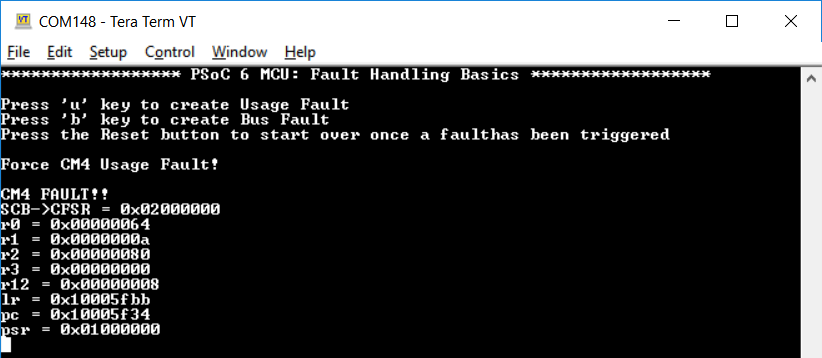 COM148 - Tera Term VT
File Edit Setup Control Window Help
******************* PSoC 6 MCU: Fault Handling Basics *******************
Press 'u' key to create Usage Fault
Press 'b' key to create Bus Fault
Press the Reset button to start over once a faulthas been triggered
Force CM4 Usage Fault!
CM4 FAULT!!
SCB->CFSR = 0x02000000
r0 = 0x00000064
r1 = 0x0000000a
r2 = 0x00000080
r3 = 0x00000000
r12 = 0x00000008
lr = 0x10005fbb
pc = 0x10005f34
psr = 0x01000000